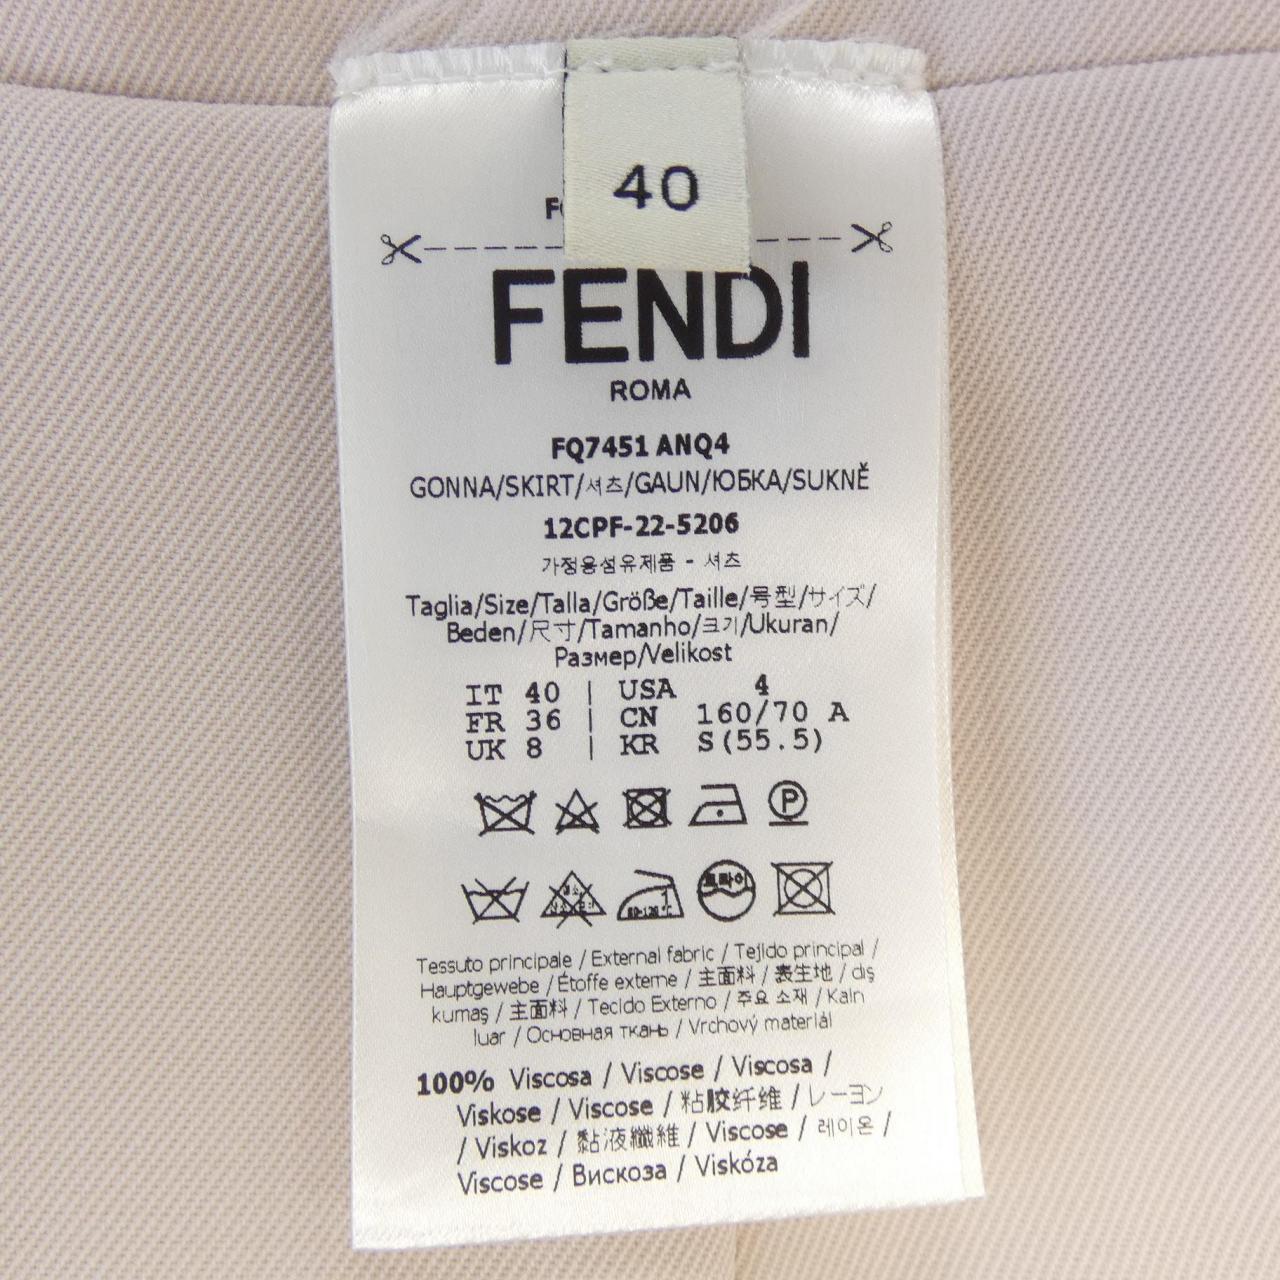 40
FENDI
ROMA
FQ7451 ANQ4
GONNA/SKIRT/셔츠/GAUN/ЮБКА/SUKNĚ
12CPF-22-5206
가정용섬유제품 - 셔츠
Taglia/Size/Talla/Größe/Taille/号型/サイズ/
Beden/尺寸/Tamanho/크기/Ukuran/
Размер/Velikost
IT 40 | USA 4
FR 36 | CN 160/70 A
UK 8 | KR S(55.5)
P
80-120℃
드라이
Tessuto principale / External fabric / Tejido principal /
Hauptgewebe / Étoffe externe / 主面料 / 表生地 / dış
kumaş / 主面料 / Tecido Externo / 주요 소재 / Kain
luar / Основная ткань / Vrchový materiál
100% Viscosa / Viscose / Viscosa /
Viskose / Viscose / 粘胶纤维 / レーヨン
/ Viskoz / 黏液纖維 / Viscose / 레이온 /
Viscose / Вискоза / Viskóza